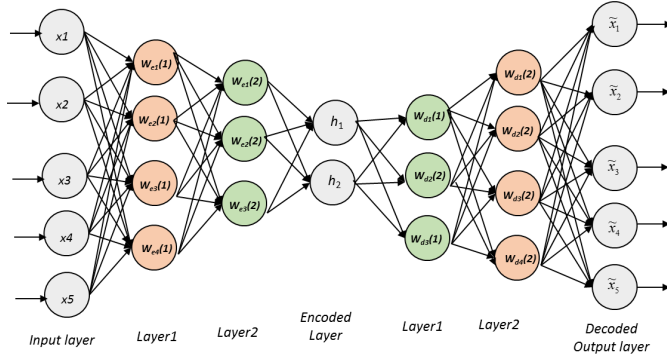 x1
x2
x3
x4
x5
We1(1)
We2(1)
We3(1)
We4(1)
We1(2)
We2(2)
We3(2)
h1
h2
Wd1(1)
Wd2(1)
Wd3(1)
Wd1(2)
Wd2(2)
Wd3(2)
Wd4(2)
x̃1
x̃2
x̃3
x̃4
x̃5
Input layer
Layer1
Layer2
Encoded
Layer
Layer1
Layer2
Decoded
Output layer